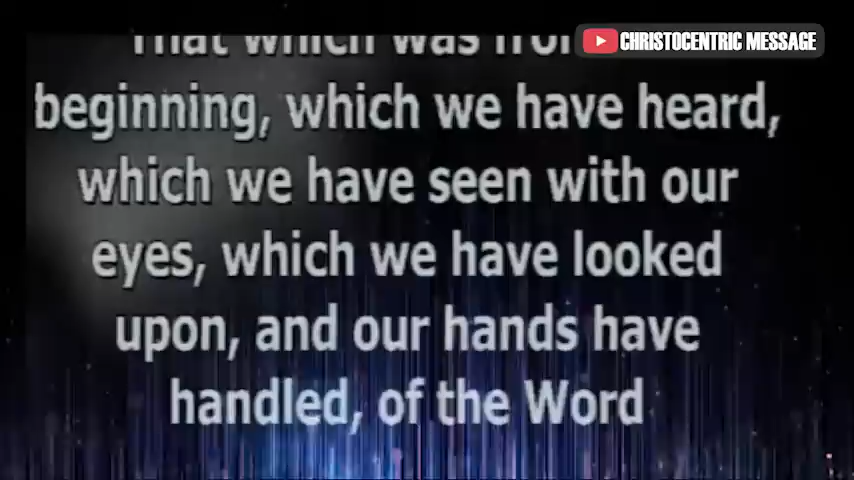 That which was from
CHRISTOCENTRIC MESSAGE
beginning, which we have heard,
which we have seen with our
eyes, which we have looked
upon, and our hands have
handled, of the Word